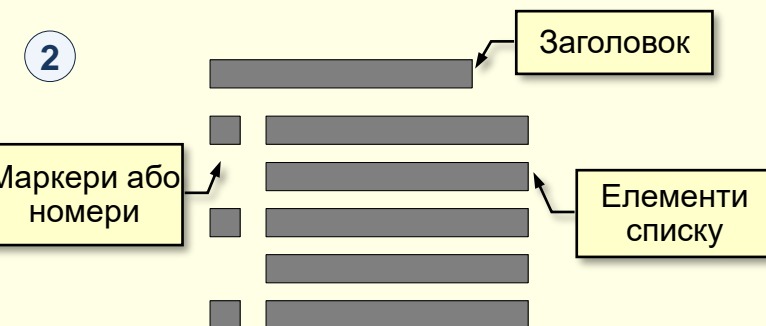 2
Заголовок
Маркери або
номери
Елементи
списку